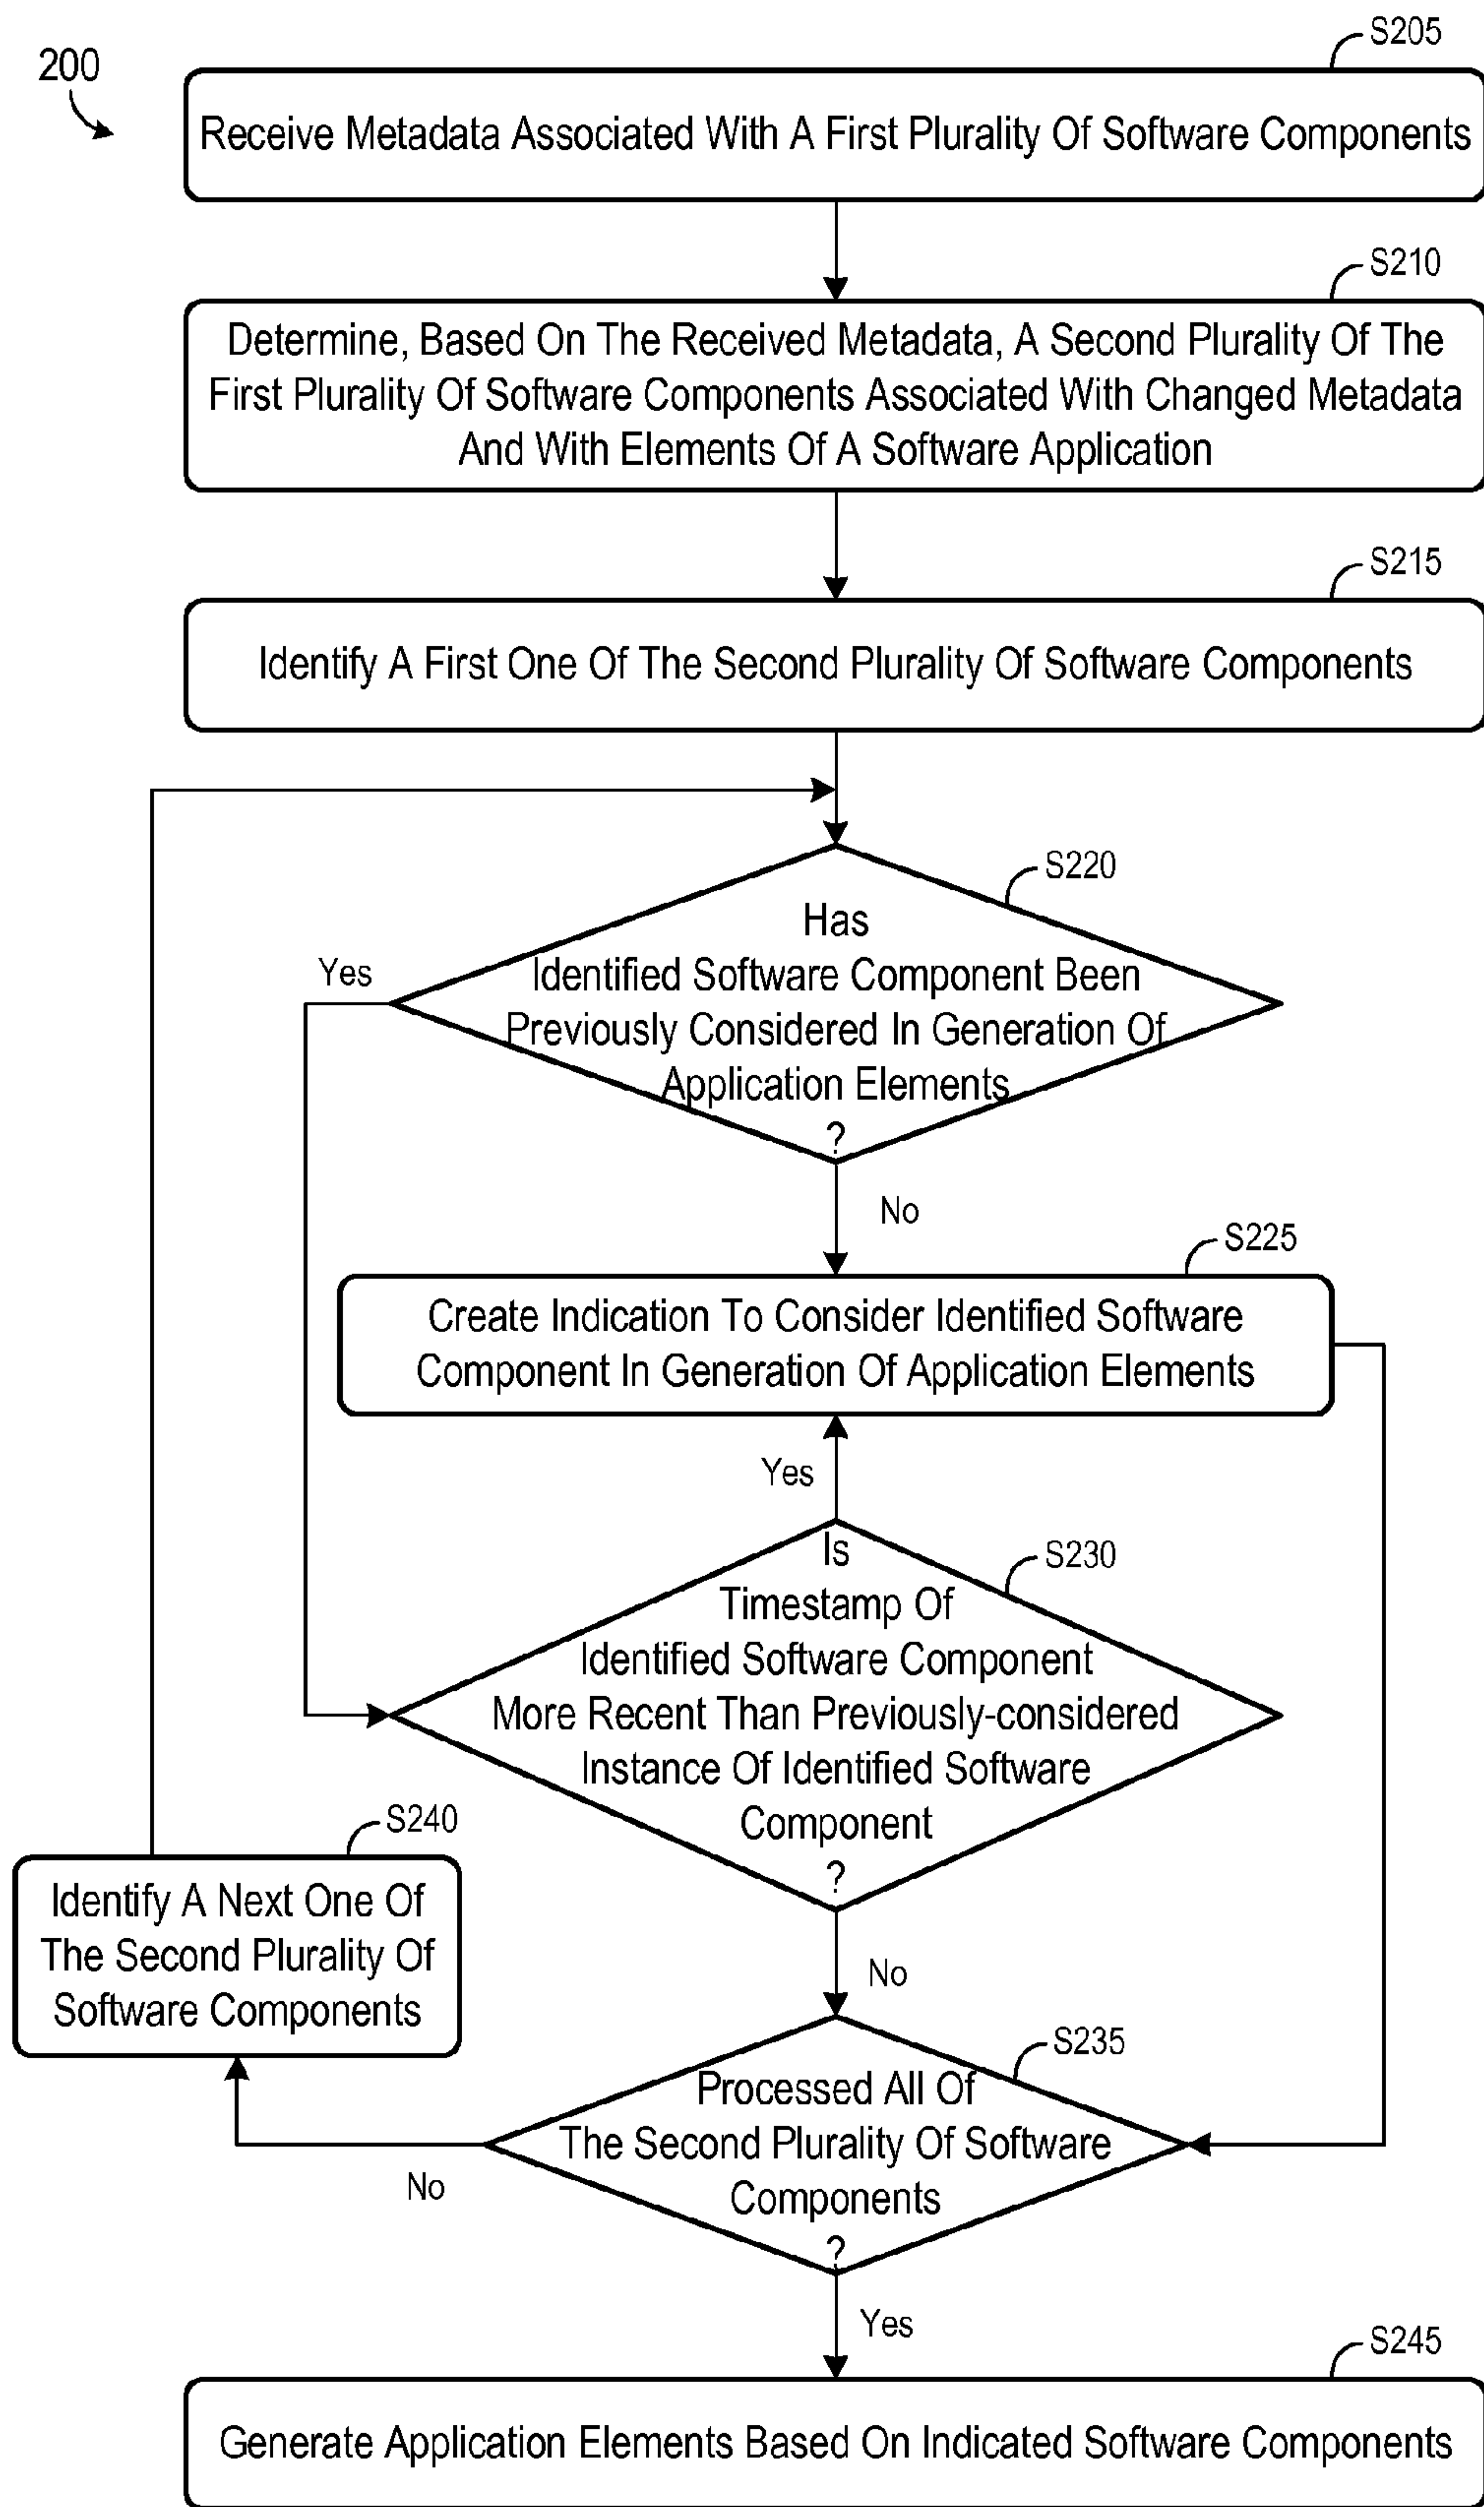 200
S205
Receive Metadata Associated With A First Plurality Of Software Components
S210
Determine, Based On The Received Metadata, A Second Plurality Of The
First Plurality Of Software Components Associated With Changed Metadata
And With Elements Of A Software Application
S215
Identify A First One Of The Second Plurality Of Software Components
S220
Has
Identified Software Component Been
Previously Considered In Generation Of
Application Elements
?
Yes
No
S225
Create Indication To Consider Identified Software
Component In Generation Of Application Elements
Yes
S230
Is
Timestamp Of
Identified Software Component
More Recent Than Previously-considered
Instance Of Identified Software
Component
?
No
S240
Identify A Next One Of
The Second Plurality Of
Software Components
S235
Processed All Of
The Second Plurality Of Software
Components
?
No
Yes
S245
Generate Application Elements Based On Indicated Software Components